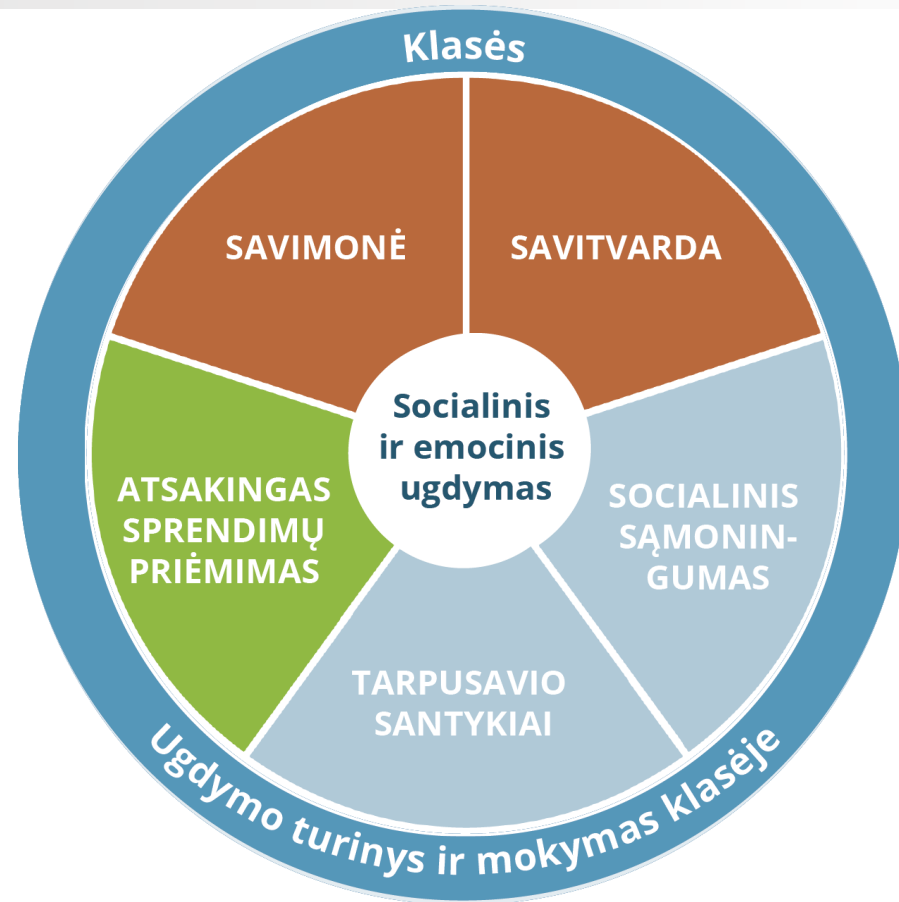 Klasės
SAVIMONĖ
SAVITVARDA
Socialinis
ir emocinis
ugdymas
ATSAKINGAS
SPRENDIMŲ
PRIĖMIMAS
SOCIALINIS
SĄMONIN-
GUMAS
TARPUSAVIO
SANTYKIAI
Ugdymo turinys ir mokymas klasėje